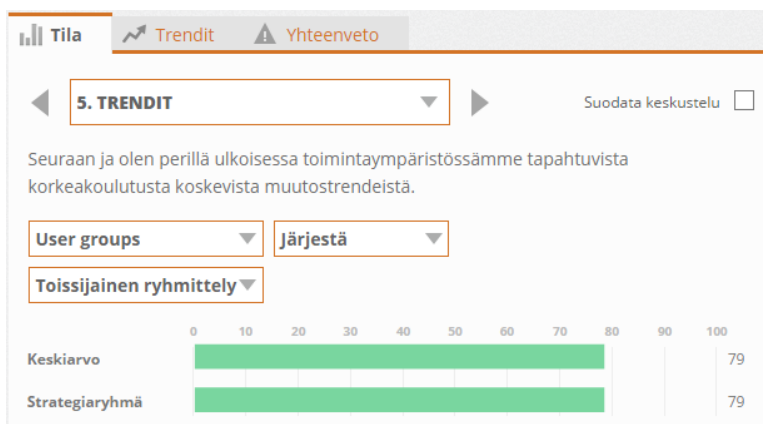 Tila Trendit Yhteenveto
5. TRENDIT Suodata keskustelu
Seuraan ja olen perillä ulkoisessa toimintaympäristössämme tapahtuvista
korkeakoulutusta koskevista muutostrendeistä.
User groups Järjestä
Toissijainen ryhmittely
0 10 20 30 40 50 60 70 80 90 100
Keskiarvo 79
Strategiaryhmä 79